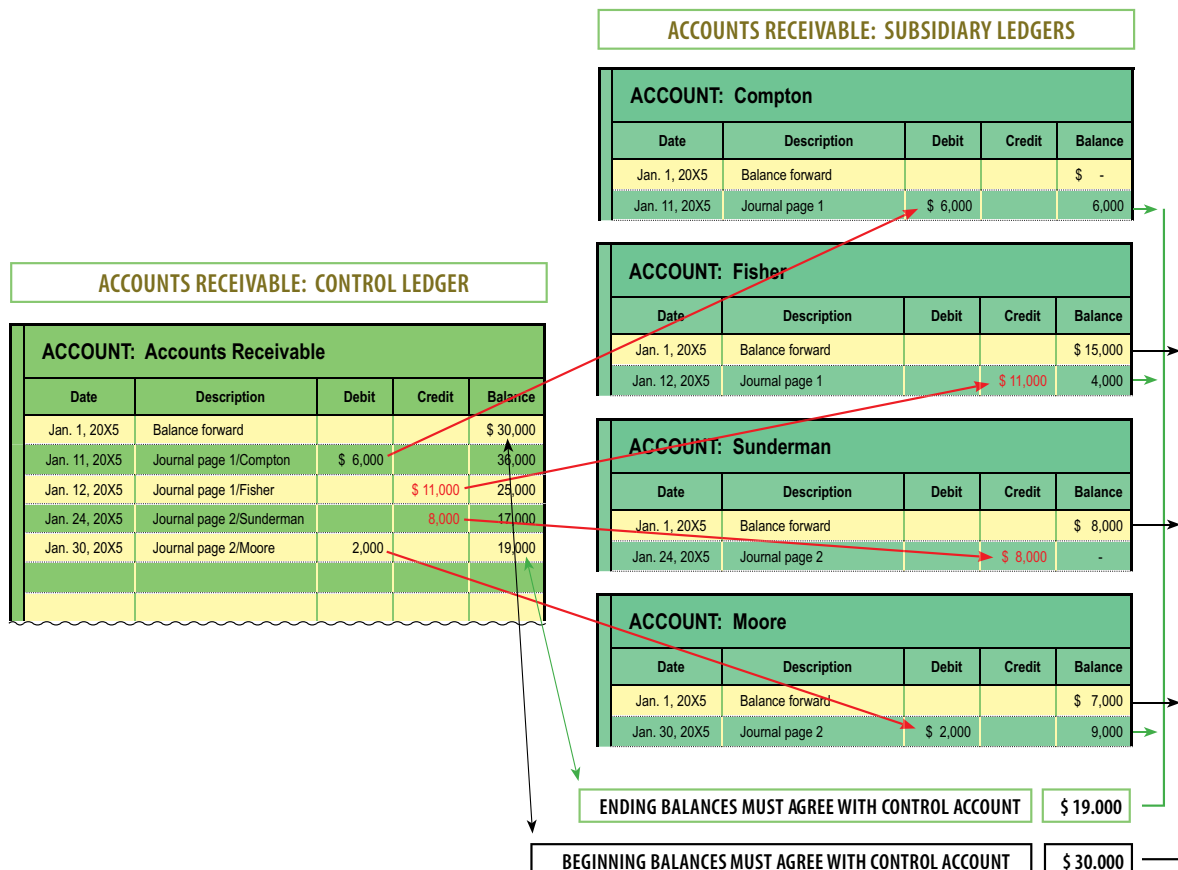 ACCOUNTS RECEIVABLE: SUBSIDIARY LEDGERS
ACCOUNT: Compton
Date Description Debit Credit Balance
Jan. 1, 20X5 Balance forward $ -
Jan. 11, 20X5 Journal page 1 $ 6,000 6,000
ACCOUNT: Fisher
Date Description Debit Credit Balance
Jan. 1, 20X5 Balance forward $ 15,000
Jan. 12, 20X5 Journal page 1 $ 11,000 4,000
ACCOUNT: Sunderman
Date Description Debit Credit Balance
Jan. 1, 20X5 Balance forward $ 8,000
Jan. 24, 20X5 Journal page 2 $ 8,000 -
ACCOUNT: Moore
Date Description Debit Credit Balance
Jan. 1, 20X5 Balance forward $ 7,000
Jan. 30, 20X5 Journal page 2 $ 2,000 9,000
ACCOUNTS RECEIVABLE: CONTROL LEDGER
ACCOUNT: Accounts Receivable
Date Description Debit Credit Balance
Jan. 1, 20X5 Balance forward $ 30,000
Jan. 11, 20X5 Journal page 1/Compton $ 6,000 36,000
Jan. 12, 20X5 Journal page 1/Fisher $ 11,000 25,000
Jan. 24, 20X5 Journal page 2/Sunderman 8,000 17,000
Jan. 30, 20X5 Journal page 2/Moore 2,000 19,000
ENDING BALANCES MUST AGREE WITH CONTROL ACCOUNT $ 19.000
BEGINNING BALANCES MUST AGREE WITH CONTROL ACCOUNT $ 30.000